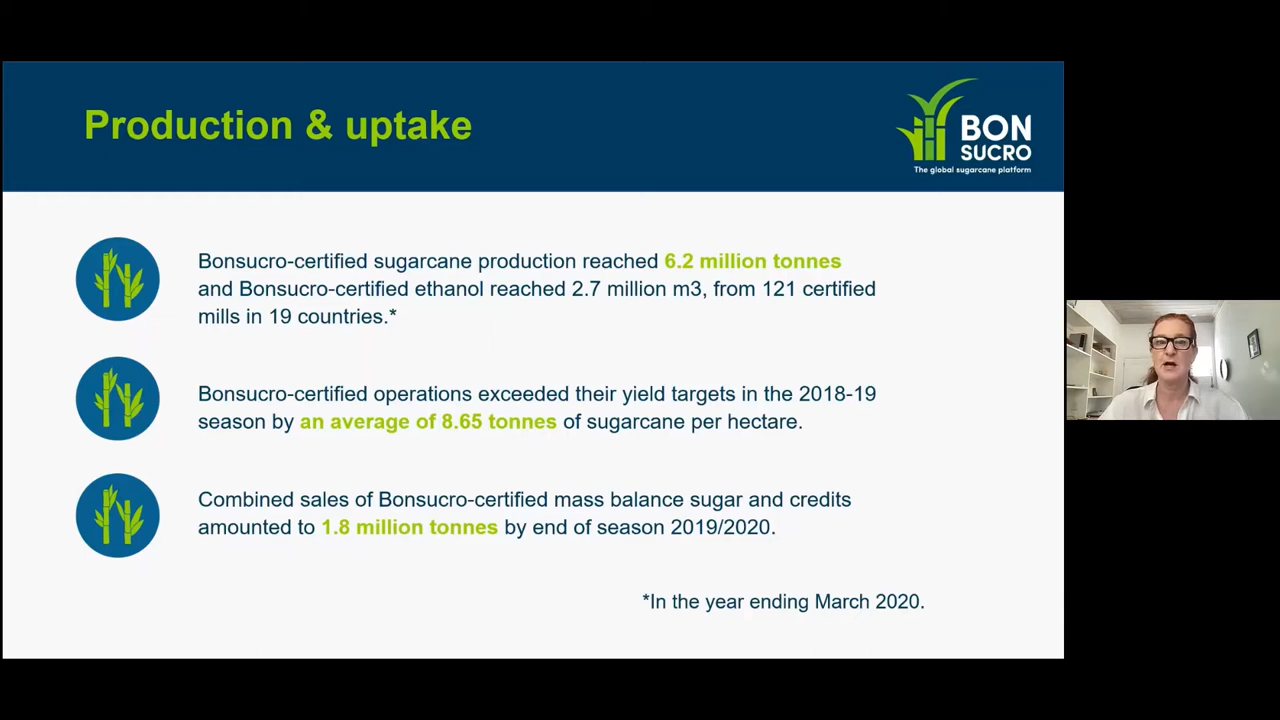 Production & uptake
BON
SUCRO
The global sugarcane platform
Bonsucro-certified sugarcane production reached 6.2 million tonnes
and Bonsucro-certified ethanol reached 2.7 million m3, from 121 certified
mills in 19 countries.*
Bonsucro-certified operations exceeded their yield targets in the 2018-19
season by an average of 8.65 tonnes of sugarcane per hectare.
Combined sales of Bonsucro-certified mass balance sugar and credits
amounted to 1.8 million tonnes by end of season 2019/2020.
*In the year ending March 2020.